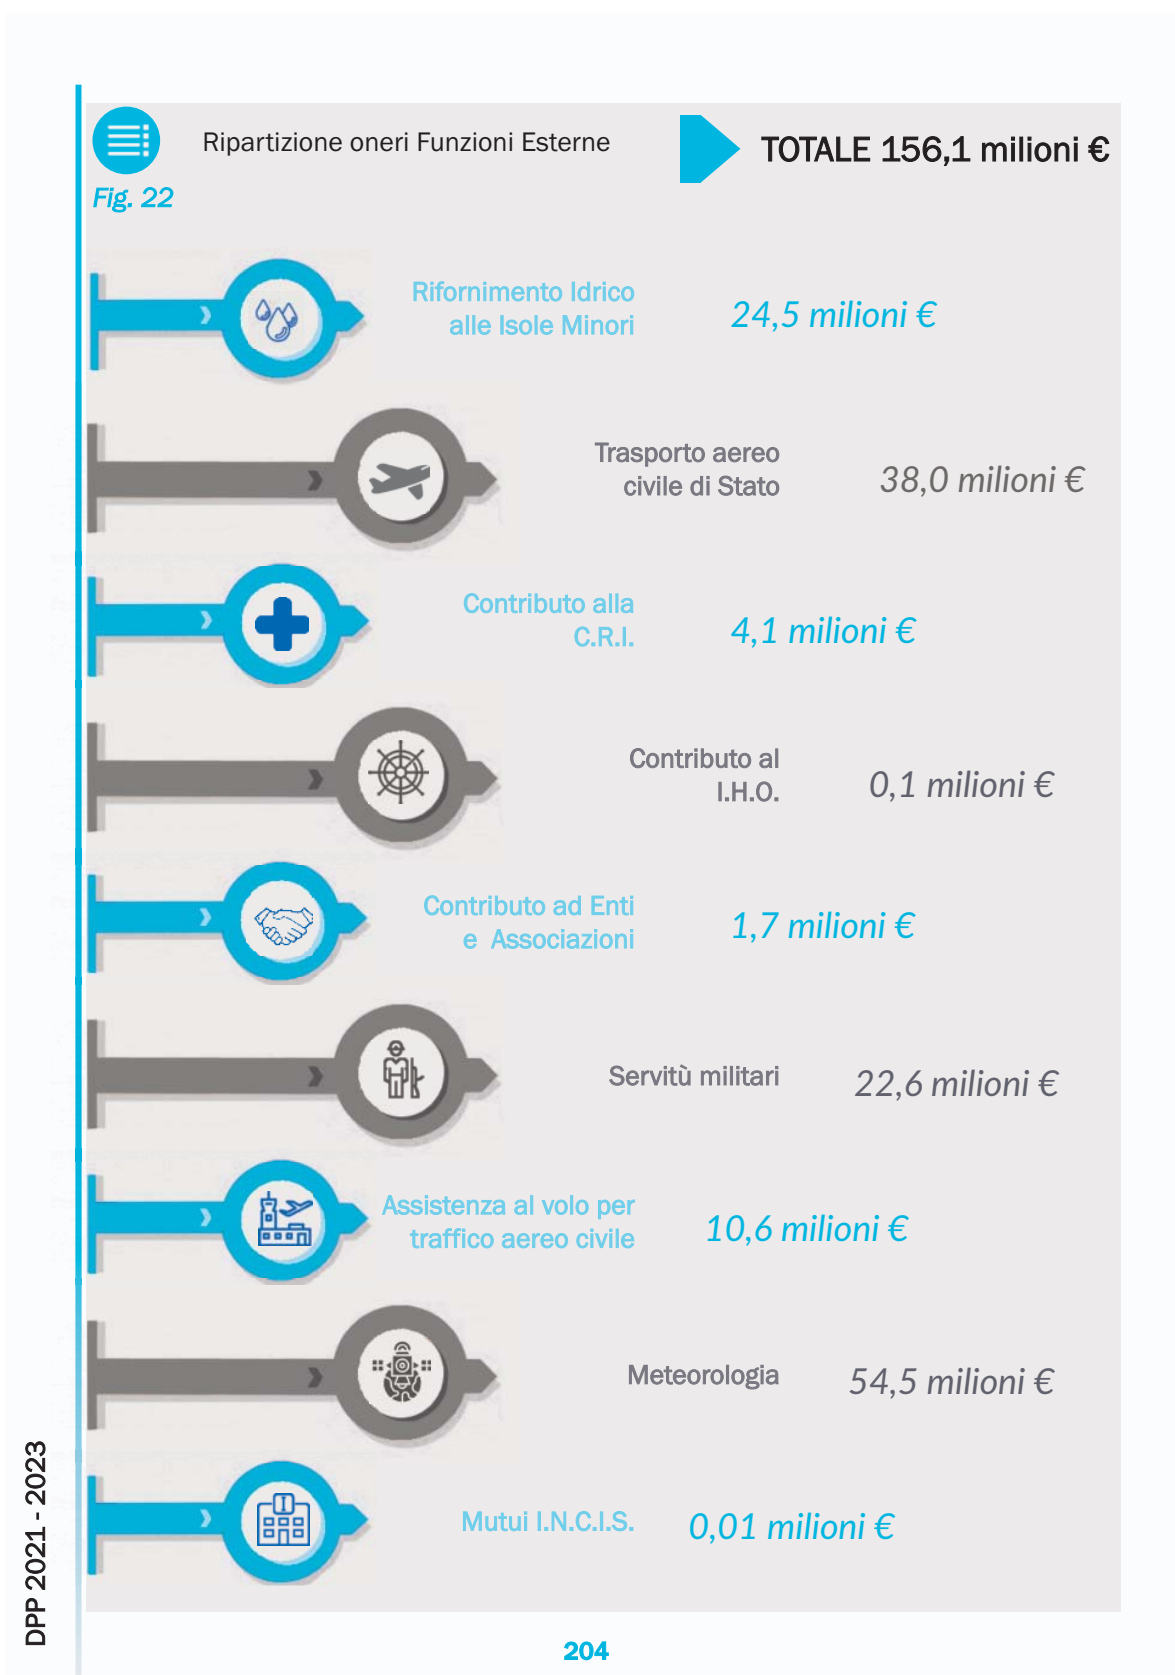 Ripartizione oneri Funzioni Esterne
TOTALE 156,1 milioni €
Fig. 22
Rifornimento Idrico
alle Isole Minori
24,5 milioni €
Trasporto aereo
civile di Stato
38,0 milioni €
Contributo alla
C.R.I.
4,1 milioni €
Contributo al
I.H.O.
0,1 milioni €
Contributo ad Enti
e Associazioni
1,7 milioni €
Servitù militari
22,6 milioni €
Assistenza al volo per
traffico aereo civile
10,6 milioni €
Meteorologia
54,5 milioni €
Mutui I.N.C.I.S.
0,01 milioni €
DPP 2021 - 2023
204